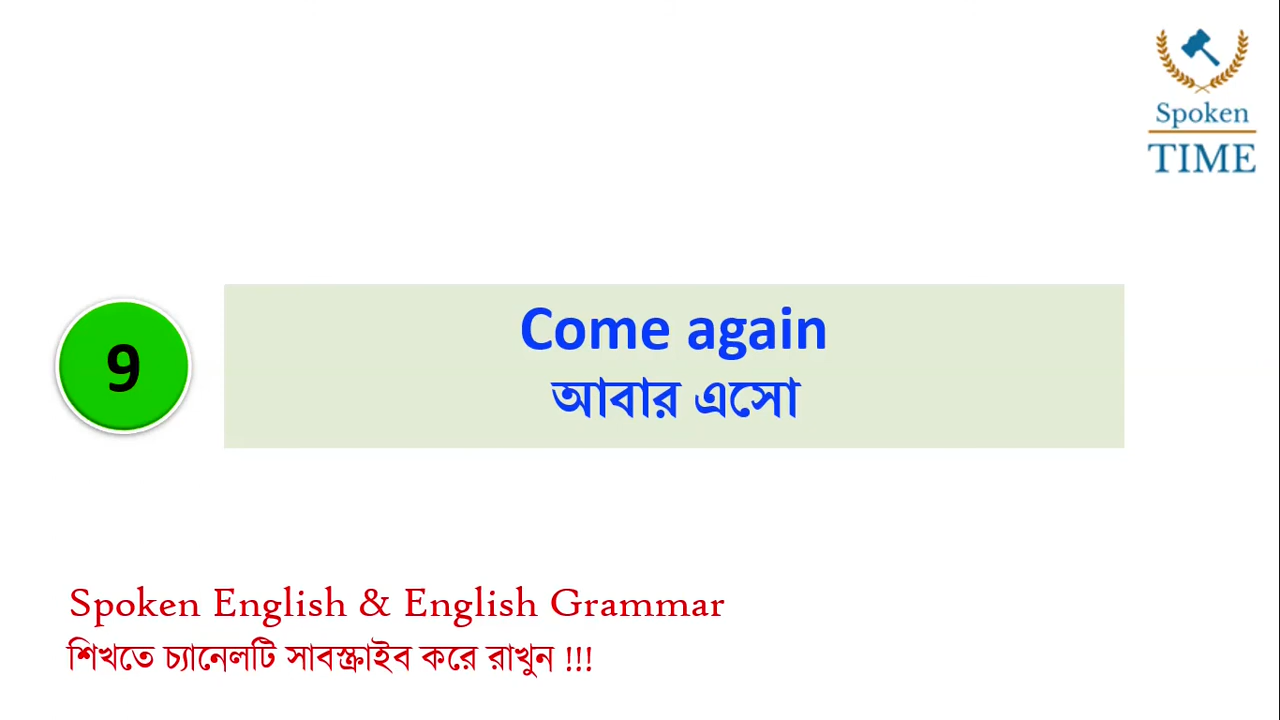 Spoken
TIME
9
Come again
আবার এসো
Spoken English & English Grammar
শিখতে চ্যানেলটি সাবস্ক্রাইব করে রাখুন !!!